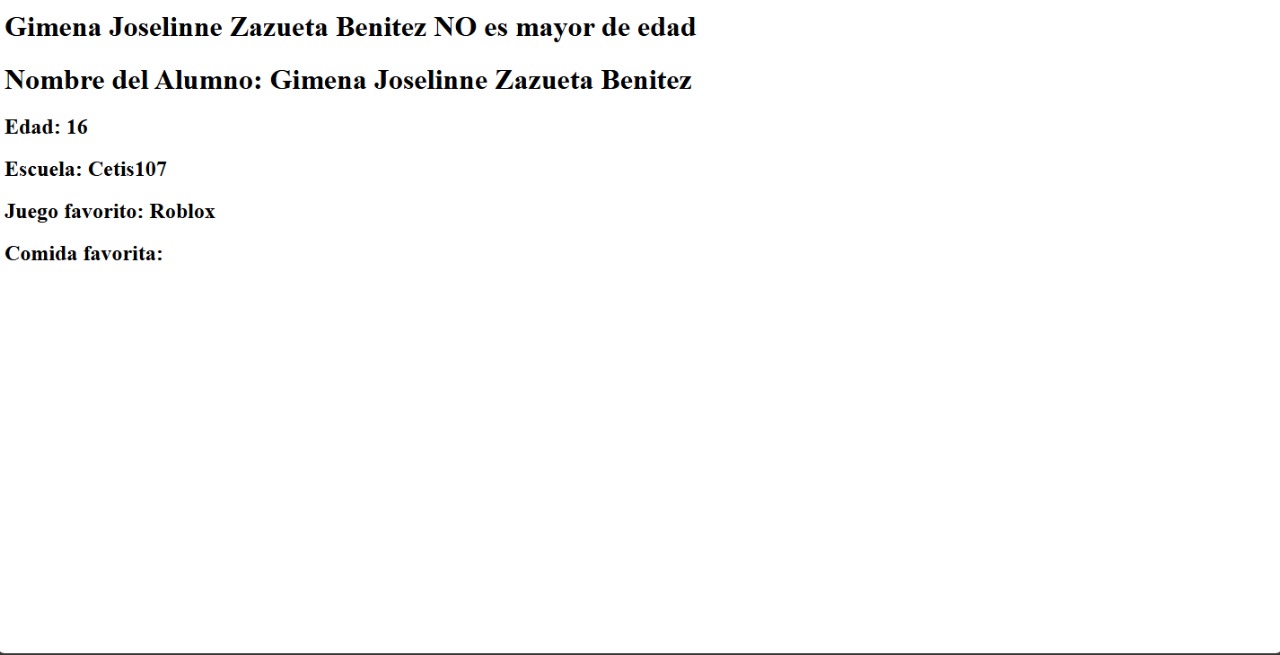 Gimena Joselinne Zazueta Benitez NO es mayor de edad
Nombre del Alumno: Gimena Joselinne Zazueta Benitez
Edad: 16
Escuela: Cetis107
Juego favorito: Roblox
Comida favorita: